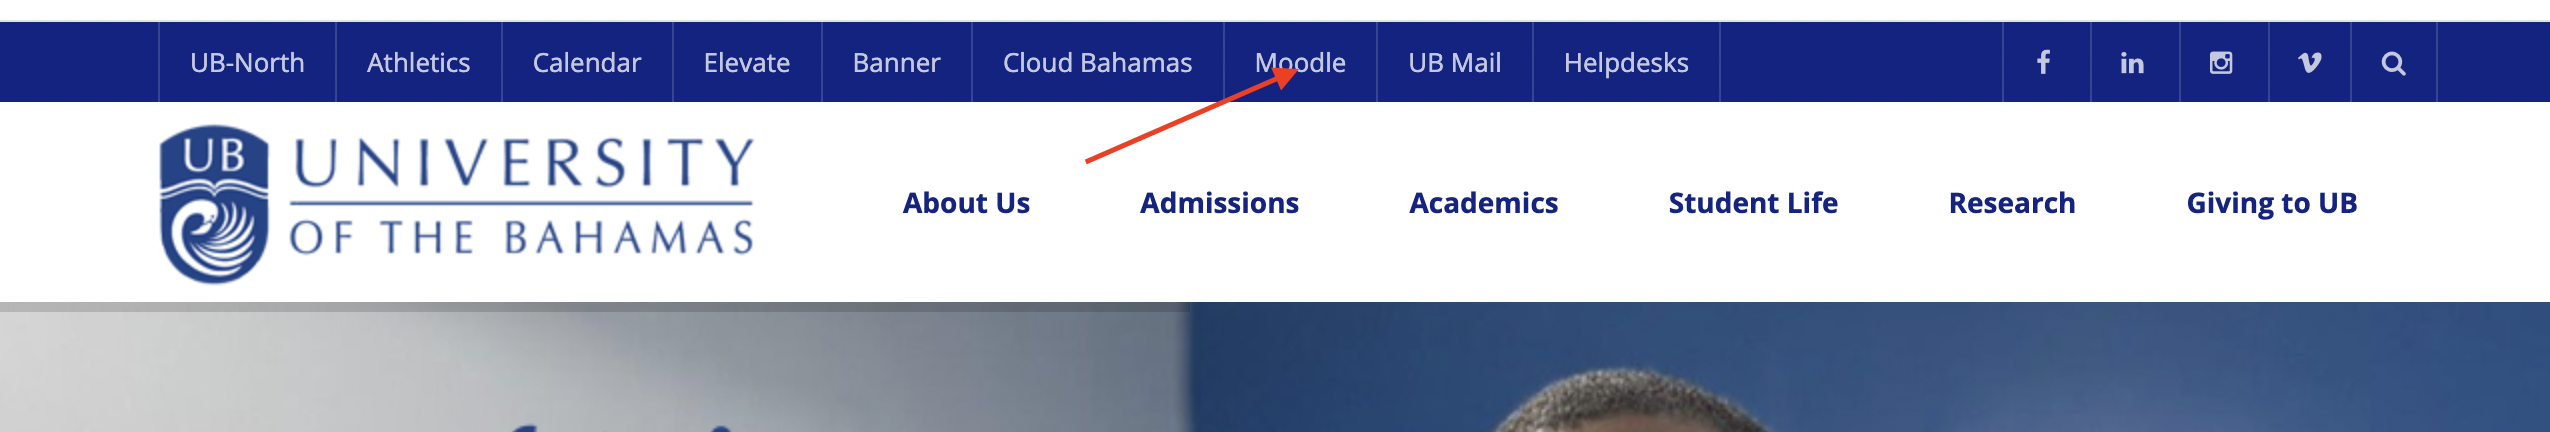 UB-North Athletics Calendar Elevate Banner Cloud Bahamas Moodle UB Mail Helpdesks
UB
UNIVERSITY
OF THE BAHAMAS
About Us Admissions Academics Student Life Research Giving to UB